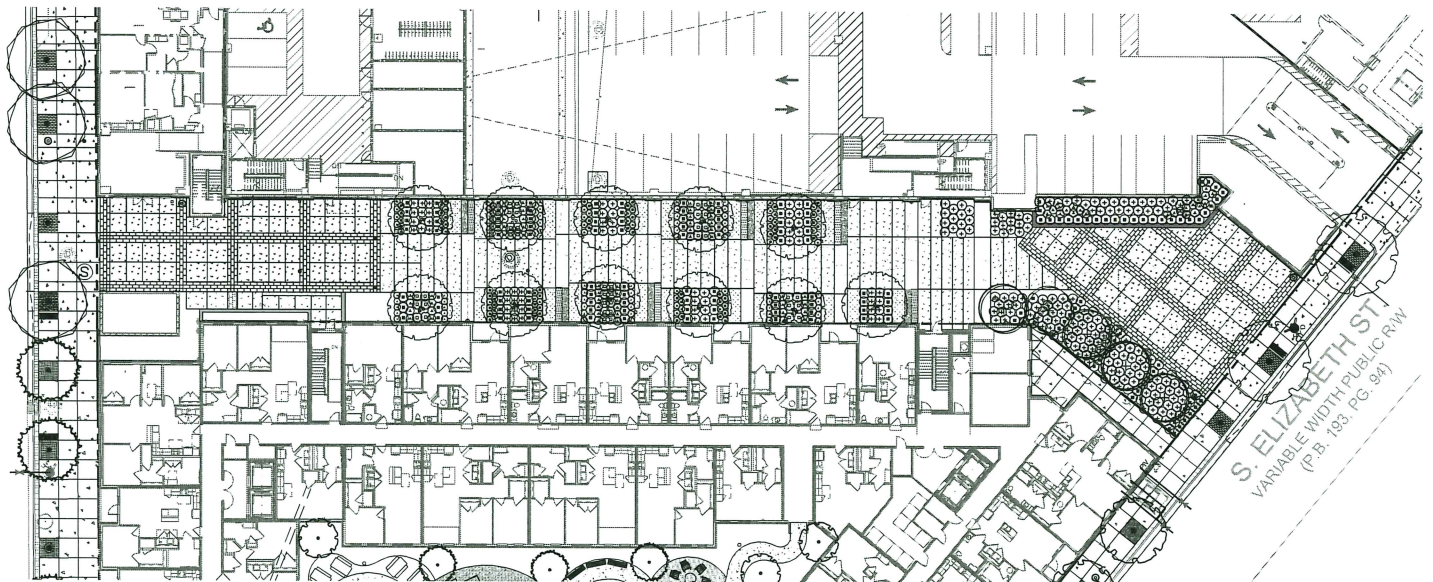 S. ELIZABETH ST.
VARIABLE WIDTH PUBLIC R/W
(P.B. 193, PG. 94)
S